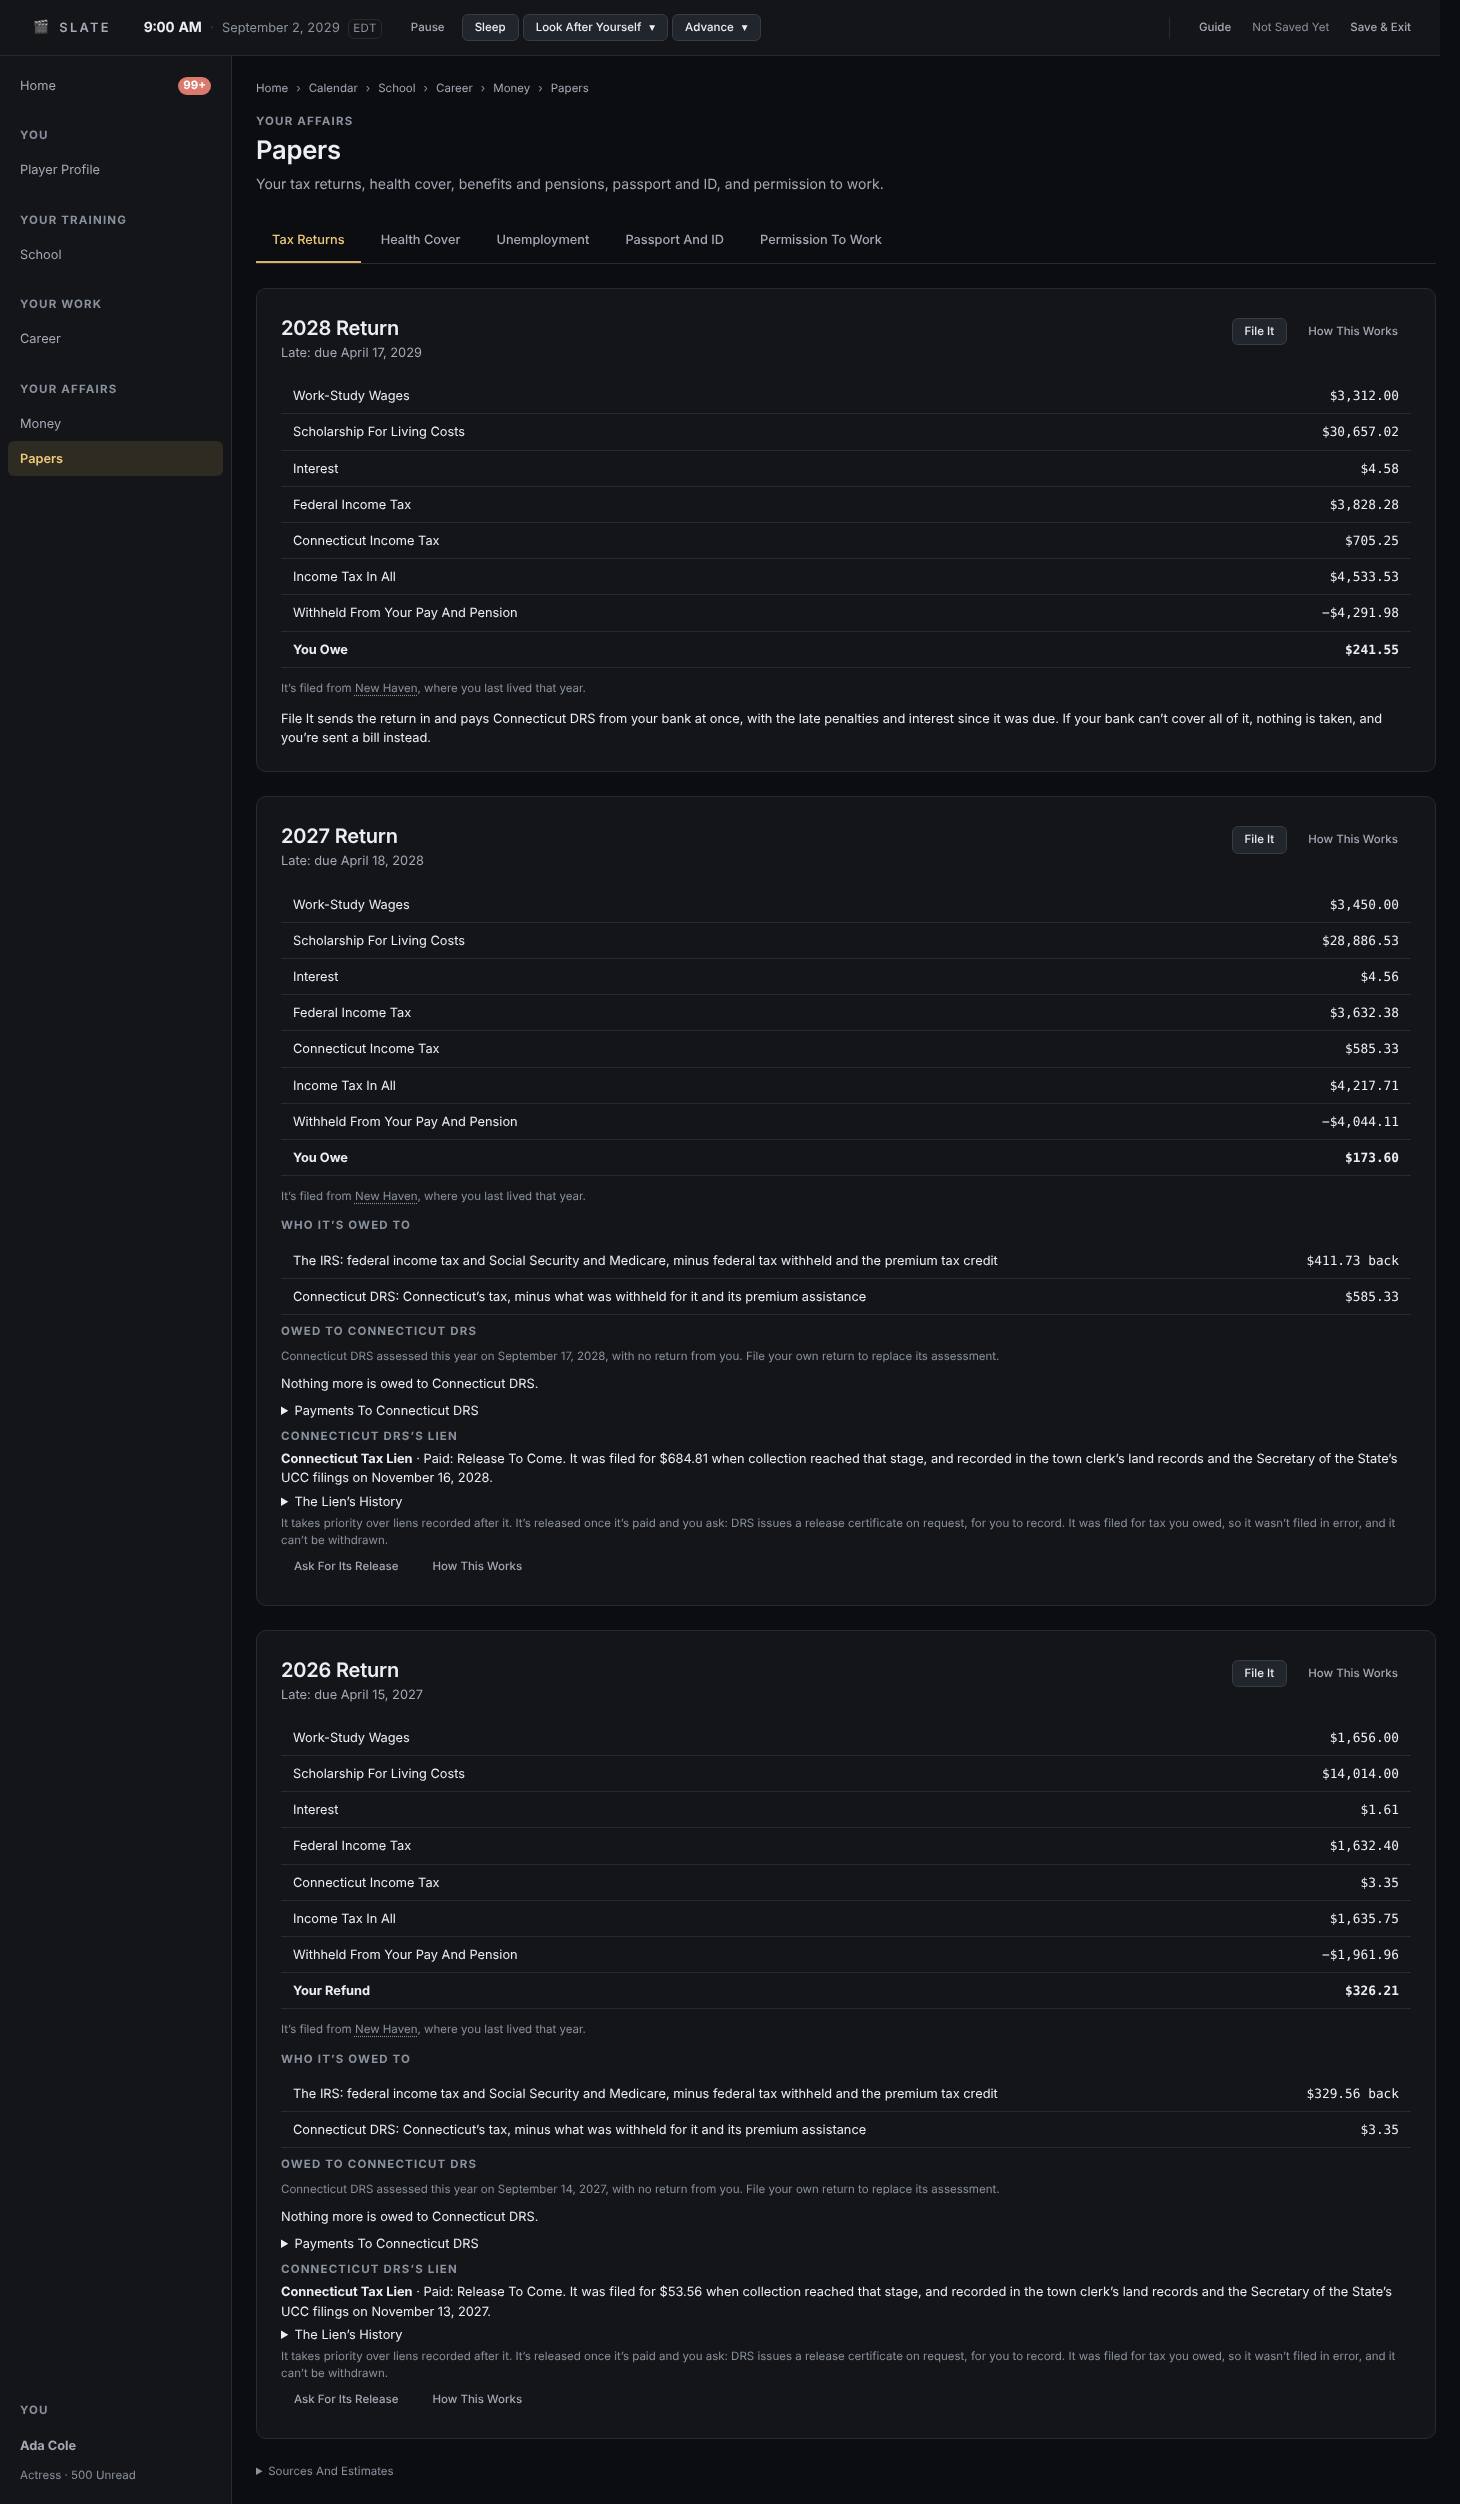 SLATE
9:00 AM · September 2, 2029 EDT
Pause
Sleep
Look After Yourself ▾
Advance ▾
Guide
Not Saved Yet
Save & Exit
Home 99+
YOU
Player Profile
YOUR TRAINING
School
YOUR WORK
Career
YOUR AFFAIRS
Money
Papers
Home › Calendar › School › Career › Money › Papers
YOUR AFFAIRS
Papers
Your tax returns, health cover, benefits and pensions, passport and ID, and permission to work.
Tax Returns
Health Cover
Unemployment
Passport And ID
Permission To Work
2028 Return
File It
How This Works
Late: due April 17, 2029
Work-Study Wages $3,312.00
Scholarship For Living Costs $30,657.02
Interest $4.58
Federal Income Tax $3,828.28
Connecticut Income Tax $705.25
Income Tax In All $4,533.53
Withheld From Your Pay And Pension −$4,291.98
You Owe $241.55
It’s filed from New Haven, where you last lived that year.
File It sends the return in and pays Connecticut DRS from your bank at once, with the late penalties and interest since it was due. If your bank can’t cover all of it, nothing is taken, and
you’re sent a bill instead.
2027 Return
File It
How This Works
Late: due April 18, 2028
Work-Study Wages $3,450.00
Scholarship For Living Costs $28,886.53
Interest $4.56
Federal Income Tax $3,632.38
Connecticut Income Tax $585.33
Income Tax In All $4,217.71
Withheld From Your Pay And Pension −$4,044.11
You Owe $173.60
It’s filed from New Haven, where you last lived that year.
WHO IT’S OWED TO
The IRS: federal income tax and Social Security and Medicare, minus federal tax withheld and the premium tax credit $411.73 back
Connecticut DRS: Connecticut’s tax, minus what was withheld for it and its premium assistance $585.33
OWED TO CONNECTICUT DRS
Connecticut DRS assessed this year on September 17, 2028, with no return from you. File your own return to replace its assessment.
Nothing more is owed to Connecticut DRS.
▶ Payments To Connecticut DRS
CONNECTICUT DRS’S LIEN
Connecticut Tax Lien · Paid: Release To Come. It was filed for $684.81 when collection reached that stage, and recorded in the town clerk’s land records and the Secretary of the State’s
UCC filings on November 16, 2028.
▶ The Lien’s History
It takes priority over liens recorded after it. It’s released once it’s paid and you ask: DRS issues a release certificate on request, for you to record. It was filed for tax you owed, so it wasn’t filed in error, and it
can’t be withdrawn.
Ask For Its Release
How This Works
2026 Return
File It
How This Works
Late: due April 15, 2027
Work-Study Wages $1,656.00
Scholarship For Living Costs $14,014.00
Interest $1.61
Federal Income Tax $1,632.40
Connecticut Income Tax $3.35
Income Tax In All $1,635.75
Withheld From Your Pay And Pension −$1,961.96
Your Refund $326.21
It’s filed from New Haven, where you last lived that year.
WHO IT’S OWED TO
The IRS: federal income tax and Social Security and Medicare, minus federal tax withheld and the premium tax credit $329.56 back
Connecticut DRS: Connecticut’s tax, minus what was withheld for it and its premium assistance $3.35
OWED TO CONNECTICUT DRS
Connecticut DRS assessed this year on September 14, 2027, with no return from you. File your own return to replace its assessment.
Nothing more is owed to Connecticut DRS.
▶ Payments To Connecticut DRS
CONNECTICUT DRS’S LIEN
Connecticut Tax Lien · Paid: Release To Come. It was filed for $53.56 when collection reached that stage, and recorded in the town clerk’s land records and the Secretary of the State’s
UCC filings on November 13, 2027.
▶ The Lien’s History
It takes priority over liens recorded after it. It’s released once it’s paid and you ask: DRS issues a release certificate on request, for you to record. It was filed for tax you owed, so it wasn’t filed in error, and it
can’t be withdrawn.
Ask For Its Release
How This Works
▶ Sources And Estimates
YOU
Ada Cole
Actress · 500 Unread